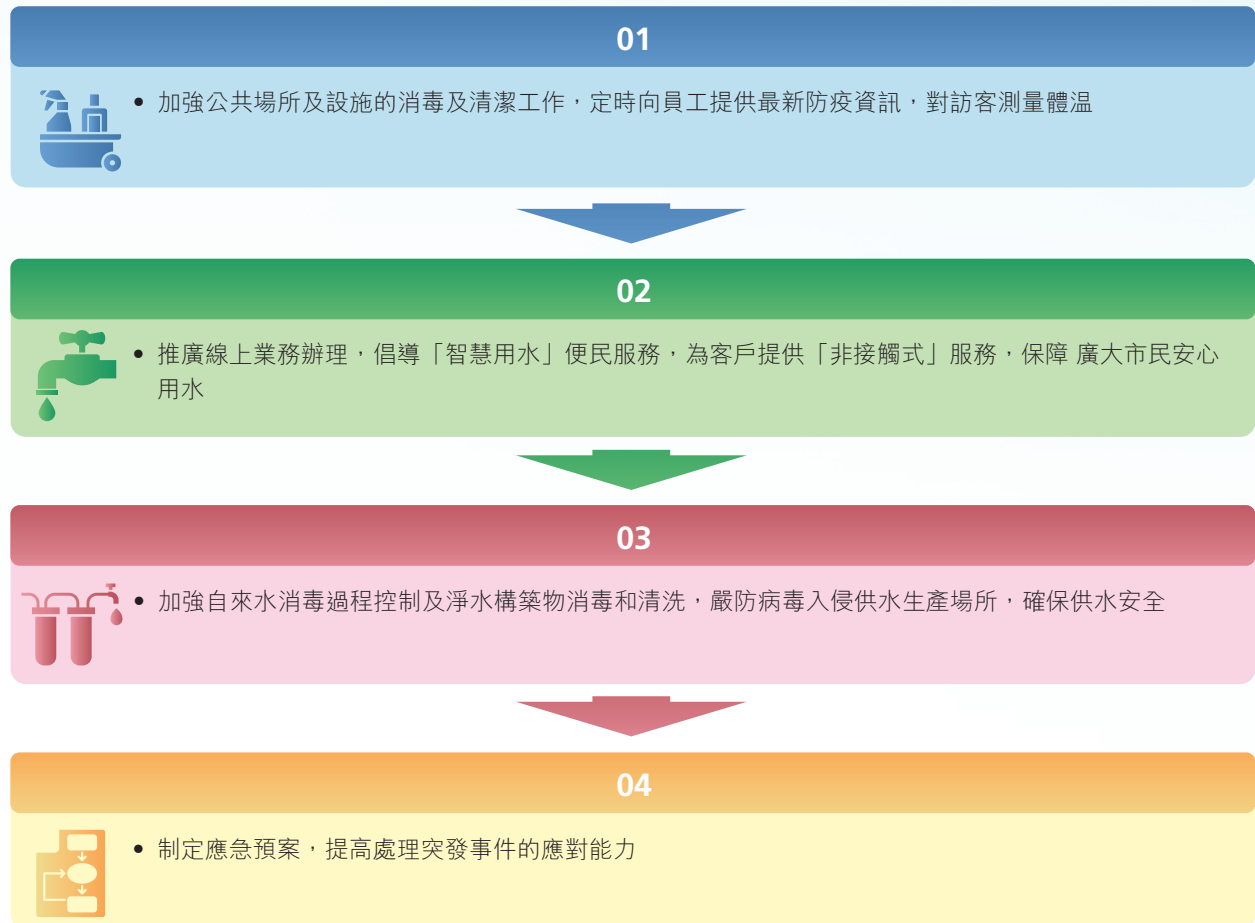 01
• 加強公共場所及設施的消毒及清潔工作，定時向員工提供最新防疫資訊，對訪客測量體温
02
• 推廣線上業務辦理，倡導「智慧用水」便民服務，為客戶提供「非接觸式」服務，保障 廣大市民安心
用水
03
• 加強自來水消毒過程控制及淨水構築物消毒和清洗，嚴防病毒入侵供水生產場所，確保供水安全
04
• 制定應急預案，提高處理突發事件的應對能力